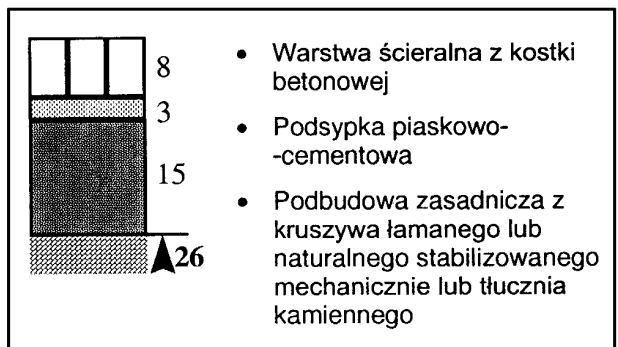 8
3
15
26
• Warstwa ścieralna z kostki
betonowej
• Podsypka piaskowo-
-cementowa
• Podbudowa zasadnicza z
kruszywa łamanego lub
naturalnego stabilizowanego
mechanicznie lub tłucznia
kamiennego